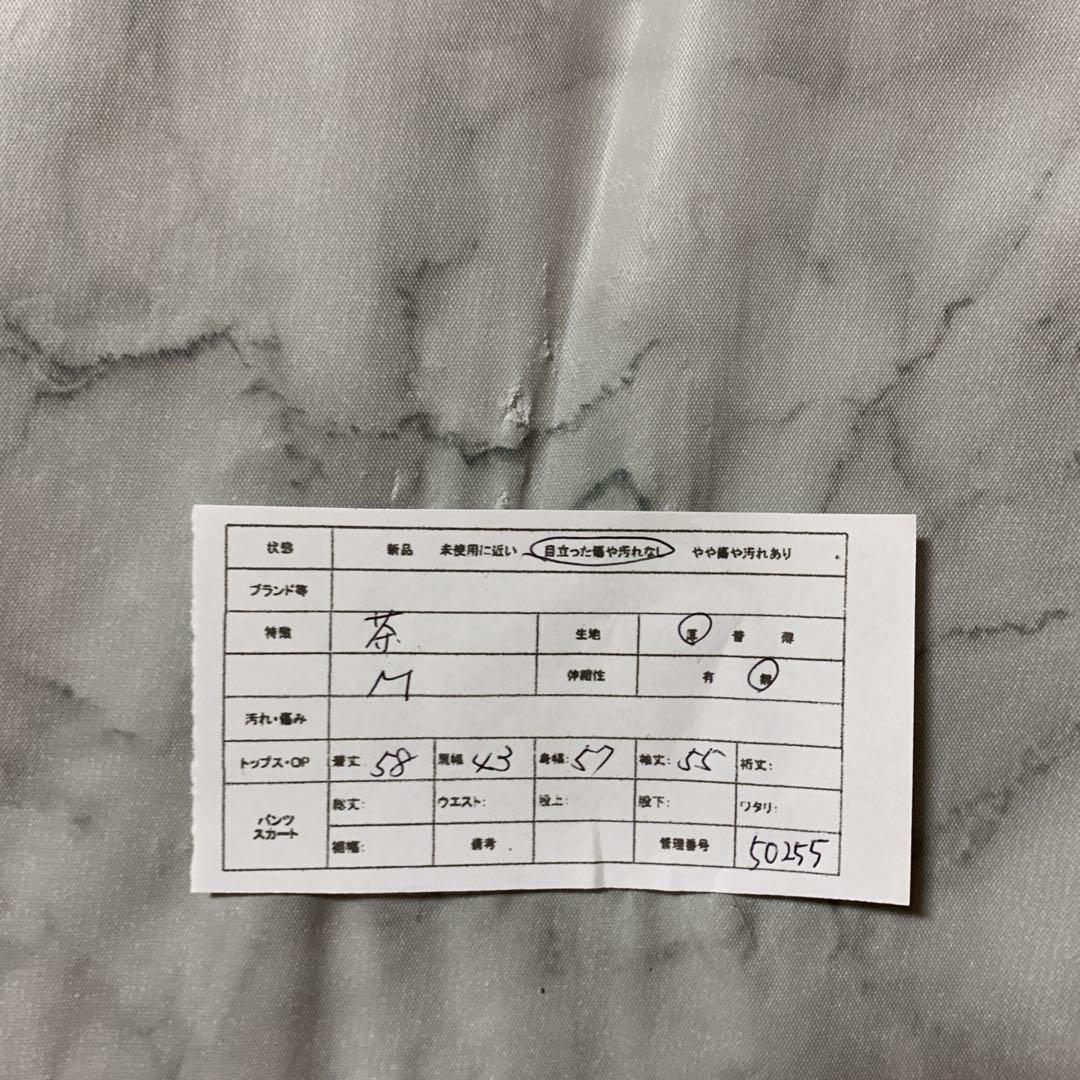 状態 新品 未使用に近い 目立った傷や汚れなし やや傷や汚れあり
ブランド等
特徴 茶 生地 厚 普 薄
M 伸縮性 有 無
汚れ・傷み
トップス・OP 着丈 58 肩幅 43 身幅: 57 袖丈: 55 裄丈:
パンツ スカート 総丈: ウエスト: 股上: 股下: ワタリ:
裾幅: 備考 管理番号 50255